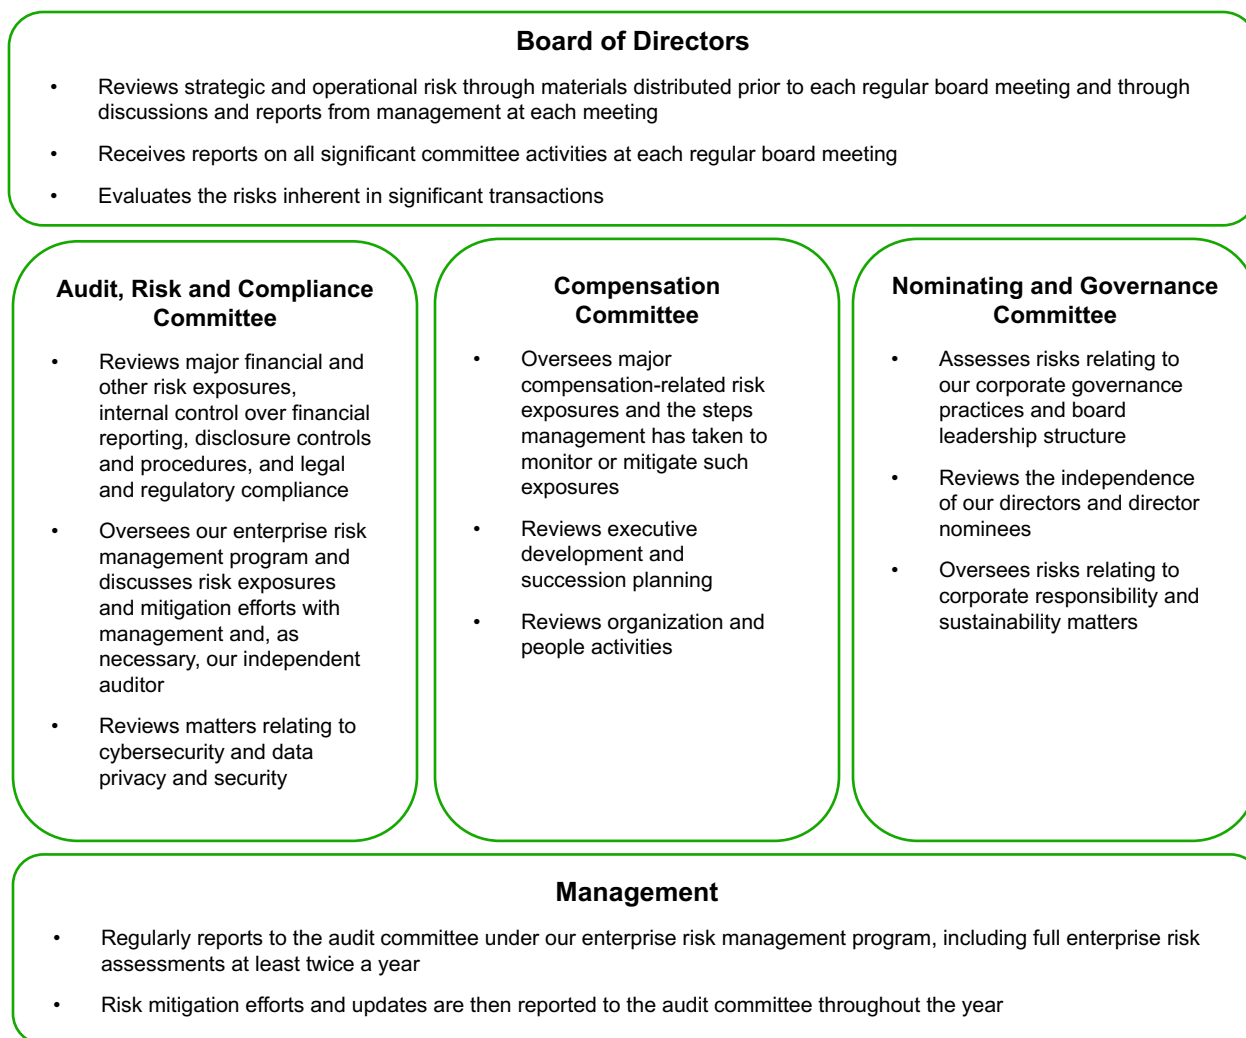 Board of Directors
• Reviews strategic and operational risk through materials distributed prior to each regular board meeting and through
discussions and reports from management at each meeting
• Receives reports on all significant committee activities at each regular board meeting
• Evaluates the risks inherent in significant transactions
Audit, Risk and Compliance
Committee
• Reviews major financial and
other risk exposures,
internal control over financial
reporting, disclosure controls
and procedures, and legal
and regulatory compliance
• Oversees our enterprise risk
management program and
discusses risk exposures
and mitigation efforts with
management and, as
necessary, our independent
auditor
• Reviews matters relating to
cybersecurity and data
privacy and security
Compensation
Committee
• Oversees major
compensation-related risk
exposures and the steps
management has taken to
monitor or mitigate such
exposures
• Reviews executive
development and
succession planning
• Reviews organization and
people activities
Nominating and Governance
Committee
• Assesses risks relating to
our corporate governance
practices and board
leadership structure
• Reviews the independence
of our directors and director
nominees
• Oversees risks relating to
corporate responsibility and
sustainability matters
Management
• Regularly reports to the audit committee under our enterprise risk management program, including full enterprise risk
assessments at least twice a year
• Risk mitigation efforts and updates are then reported to the audit committee throughout the year